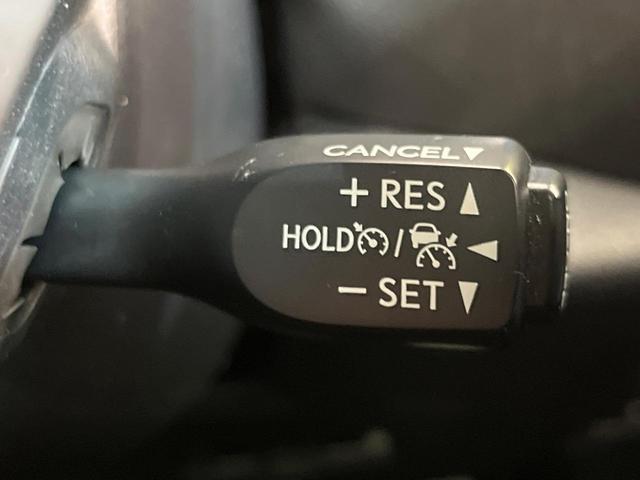 CANCEL▼
+ RES ▲
HOLD / ◀
− SET ▼